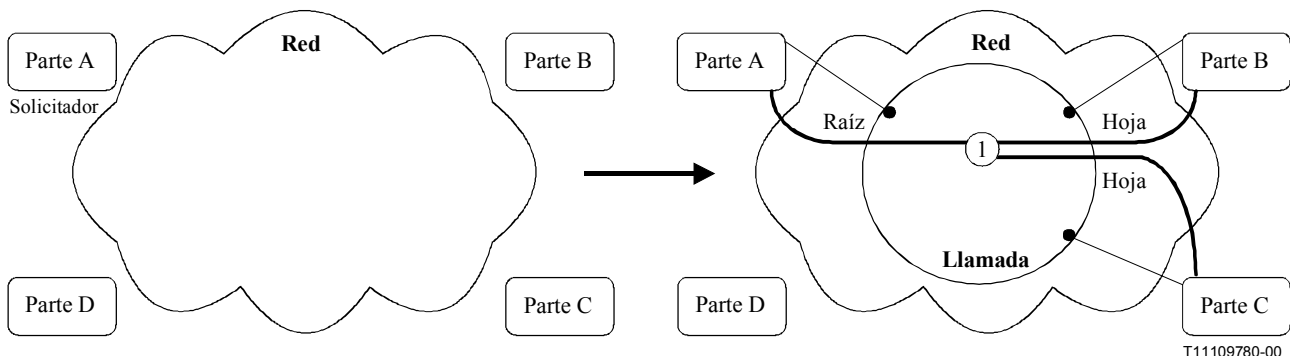 Red
Parte A
Parte B
Solicitador
Parte D
Parte C
Red
Parte A
Parte B
Raíz
Hoja
1
Hoja
Llamada
Parte D
Parte C
T11109780-00